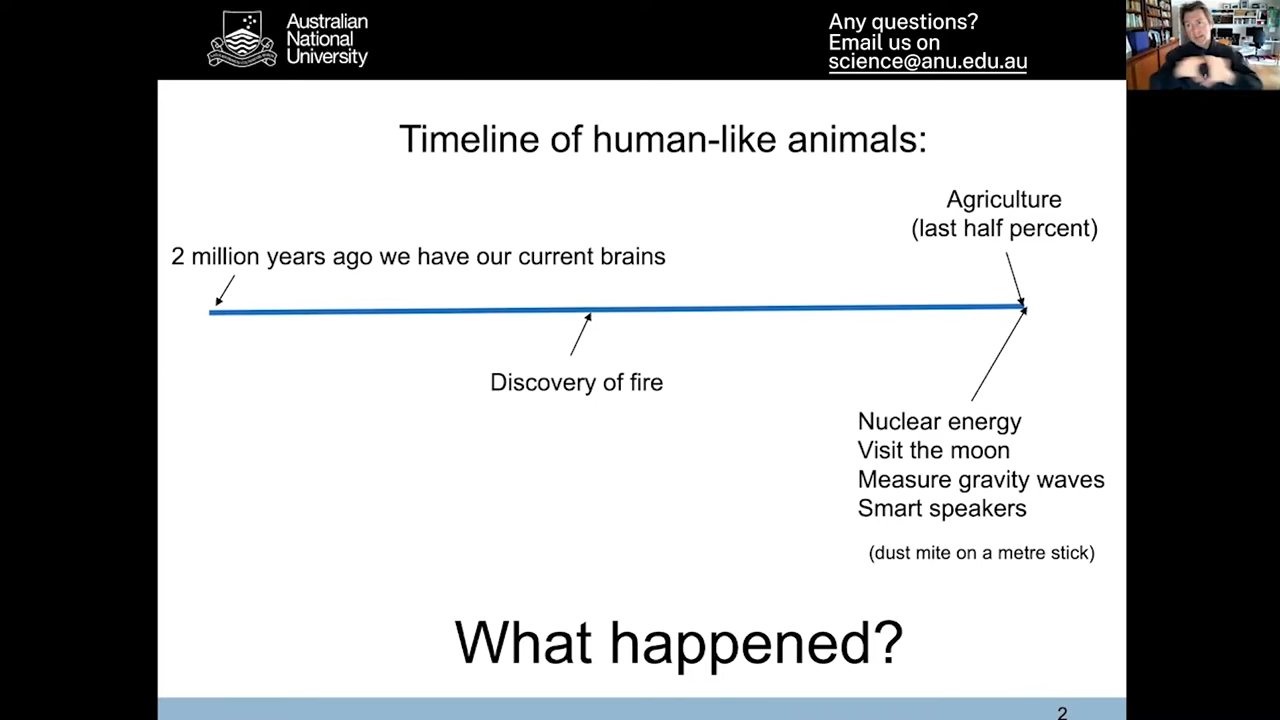 Australian
National
University
Any questions?
Email us on
science@anu.edu.au
Timeline of human-like animals:
Agriculture
(last half percent)
2 million years ago we have our current brains
Discovery of fire
Nuclear energy
Visit the moon
Measure gravity waves
Smart speakers
(dust mite on a metre stick)
What happened?
2